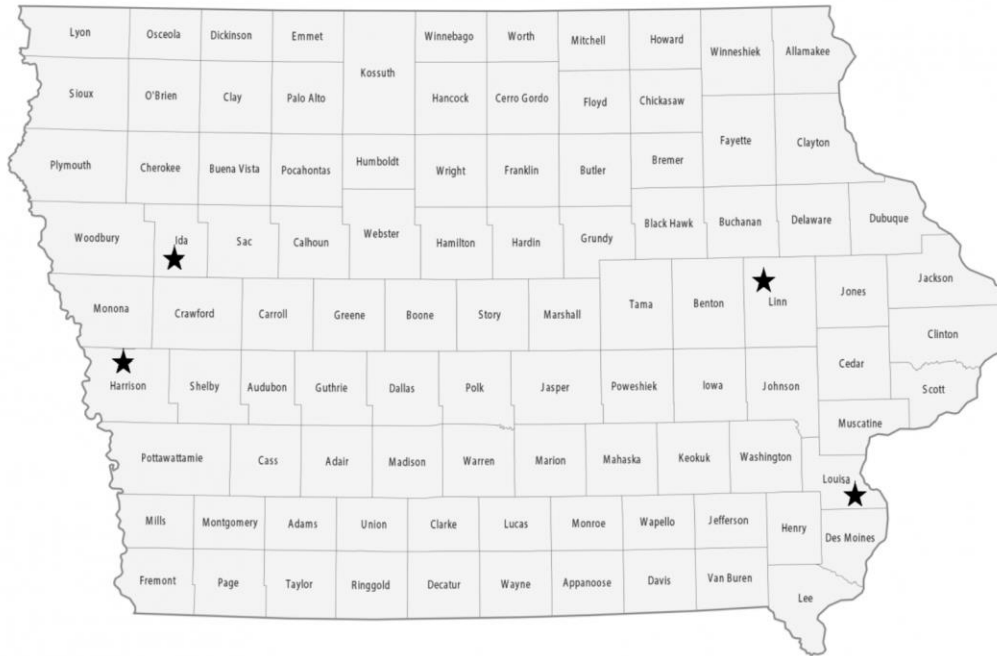 Lyon Osceola Dickinson Emmet Winnebago Worth Mitchell Howard
Winneshiek Allamakee
Kossuth
Sioux O'Brien Clay Palo Alto Hancock Cerro Gordo Floyd Chickasaw
Fayette Clayton
Plymouth Cherokee Buena Vista Pocahontas Humboldt Wright Franklin Butler Bremer
Black Hawk Buchanan Delaware Dubuque
Woodbury Ida Sac Calhoun Webster Hamilton Hardin Grundy
Monona Crawford Carroll Greene Boone Story Marshall Tama Benton Linn Jones Jackson
Clinton
Harrison Shelby Audubon Guthrie Dallas Polk Jasper Poweshiek Iowa Johnson Cedar Scott
Muscatine
Pottawattamie Cass Adair Madison Warren Marion Mahaska Keokuk Washington
Louisa
Mills Montgomery Adams Union Clarke Lucas Monroe Wapello Jefferson Henry Des Moines
Fremont Page Taylor Ringgold Decatur Wayne Appanoose Davis Van Buren
Lee